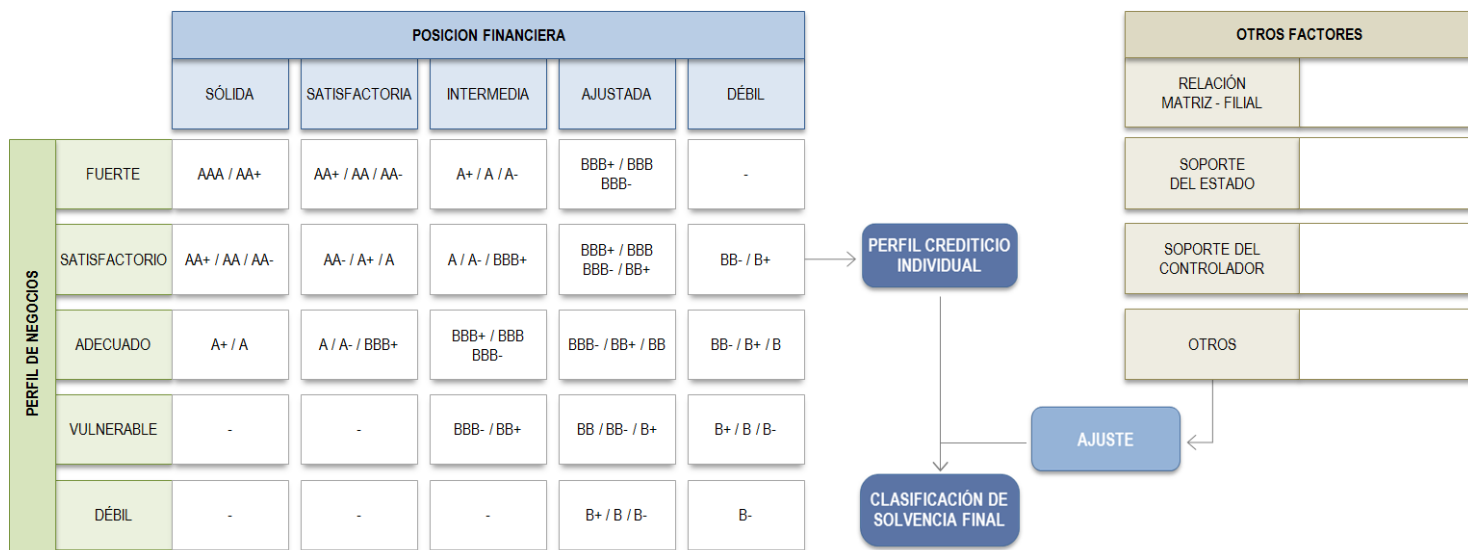 POSICION FINANCIERA
SÓLIDA
SATISFACTORIA
INTERMEDIA
AJUSTADA
DÉBIL
PERFIL DE NEGOCIOS
FUERTE
AAA / AA+
AA+ / AA / AA-
A+ / A / A-
BBB+ / BBB
BBB-
-
SATISFACTORIO
AA+ / AA / AA-
AA- / A+ / A
A / A- / BBB+
BBB+ / BBB
BBB- / BB+
BB- / B+
ADECUADO
A+ / A
A / A- / BBB+
BBB+ / BBB
BBB-
BBB- / BB+ / BB
BB- / B+ / B
VULNERABLE
-
-
BBB- / BB+
BB / BB- / B+
B+ / B / B-
DÉBIL
-
-
-
B+ / B / B-
B-
PERFIL CREDITICIO
INDIVIDUAL
CLASIFICACIÓN DE
SOLVENCIA FINAL
AJUSTE
OTROS FACTORES
RELACIÓN
MATRIZ - FILIAL
SOPORTE
DEL ESTADO
SOPORTE DEL
CONTROLADOR
OTROS